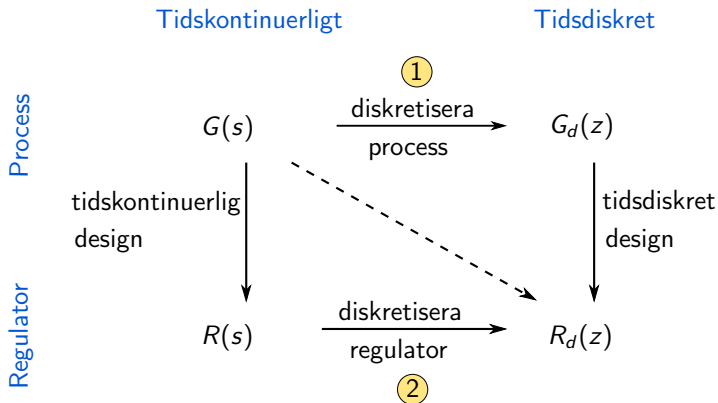 Tidskontinuerligt
Tidsdiskret
1
Process
G(s)
diskretisera
process
G_d(z)
tidskontinuerlig
design
tidsdiskret
design
Regulator
R(s)
diskretisera
regulator
R_d(z)
2